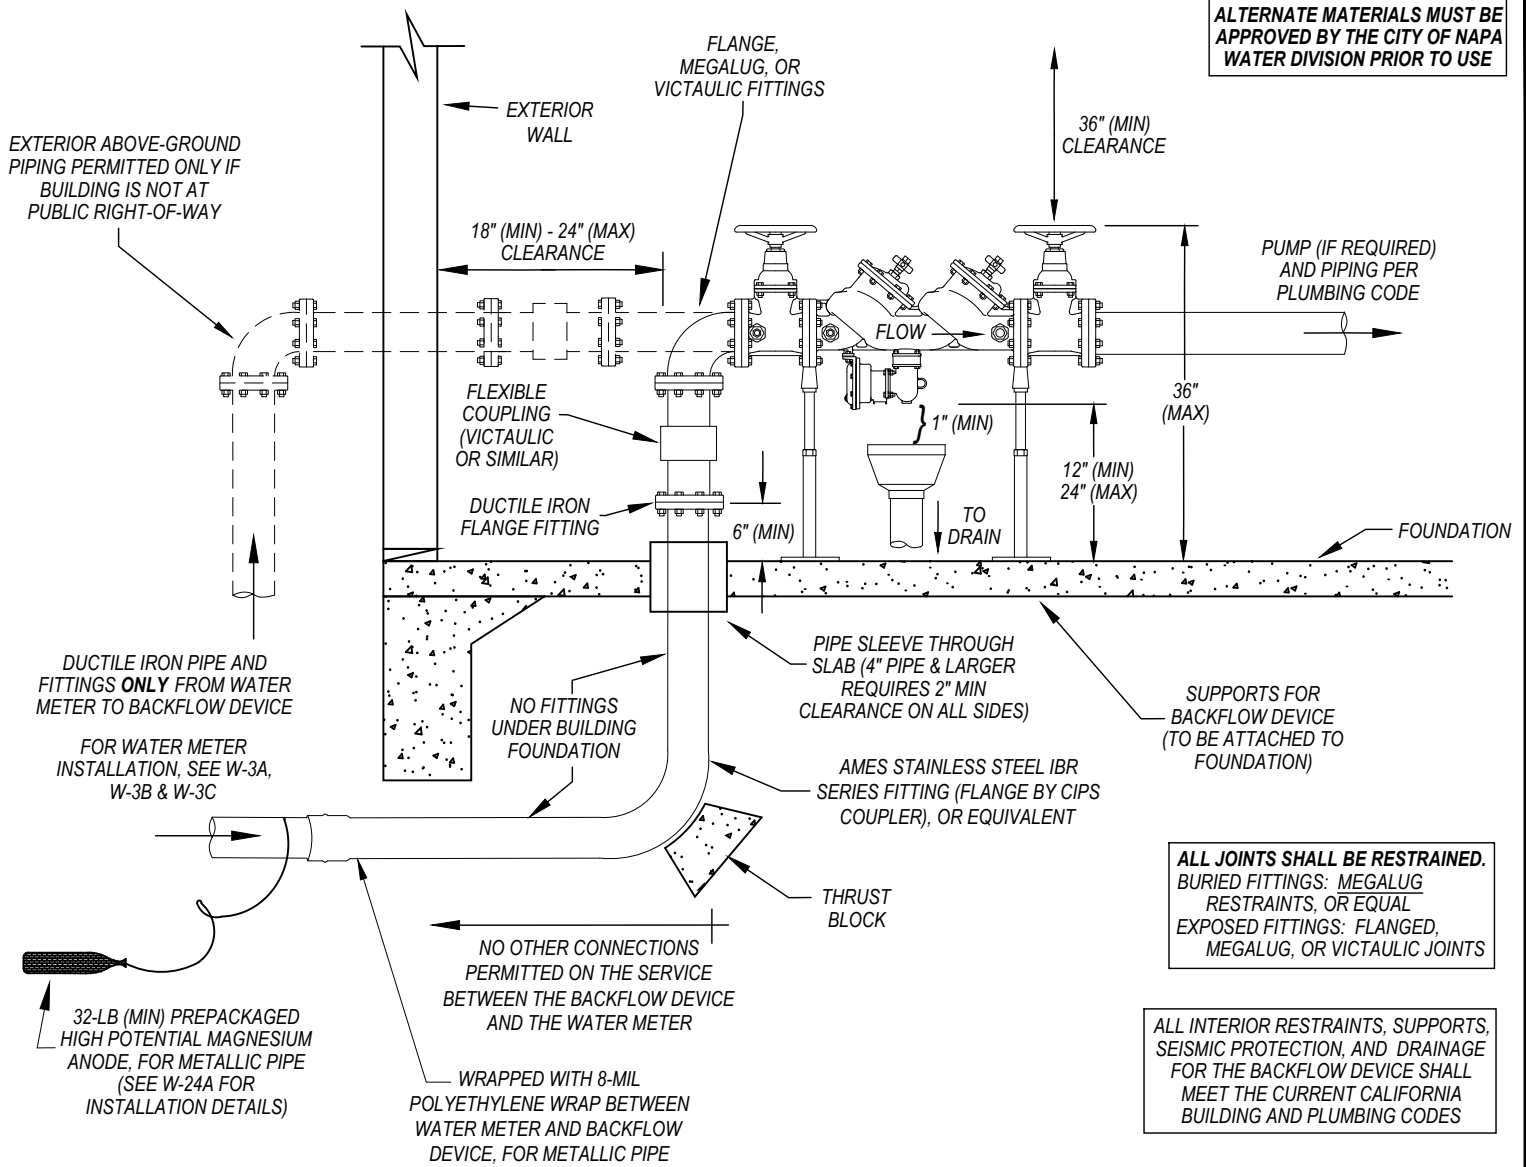 ALTERNATE MATERIALS MUST BE
APPROVED BY THE CITY OF NAPA
WATER DIVISION PRIOR TO USE
FLANGE,
MEGALUG, OR
VICTAULIC FITTINGS
EXTERIOR
WALL
36" (MIN)
CLEARANCE
EXTERIOR ABOVE-GROUND
PIPING PERMITTED ONLY IF
BUILDING IS NOT AT
PUBLIC RIGHT-OF-WAY
18" (MIN) - 24" (MAX)
CLEARANCE
PUMP (IF REQUIRED)
AND PIPING PER
PLUMBING CODE
FLOW
FLEXIBLE
COUPLING
(VICTAULIC
OR SIMILAR)
36"
(MAX)
1" (MIN)
12" (MIN)
24" (MAX)
DUCTILE IRON
FLANGE FITTING
6" (MIN)
TO
DRAIN
FOUNDATION
DUCTILE IRON PIPE AND
FITTINGS ONLY FROM WATER
METER TO BACKFLOW DEVICE
FOR WATER METER
INSTALLATION, SEE W-3A,
W-3B & W-3C
NO FITTINGS
UNDER BUILDING
FOUNDATION
PIPE SLEEVE THROUGH
SLAB (4" PIPE & LARGER
REQUIRES 2" MIN
CLEARANCE ON ALL SIDES)
SUPPORTS FOR
BACKFLOW DEVICE
(TO BE ATTACHED TO
FOUNDATION)
AMES STAINLESS STEEL IBR
SERIES FITTING (FLANGE BY CIPS
COUPLER), OR EQUIVALENT
THRUST
BLOCK
ALL JOINTS SHALL BE RESTRAINED.
BURIED FITTINGS: MEGALUG
RESTRAINTS, OR EQUAL
EXPOSED FITTINGS: FLANGED,
MEGALUG, OR VICTAULIC JOINTS
NO OTHER CONNECTIONS
PERMITTED ON THE SERVICE
BETWEEN THE BACKFLOW DEVICE
AND THE WATER METER
32-LB (MIN) PREPACKAGED
HIGH POTENTIAL MAGNESIUM
ANODE, FOR METALLIC PIPE
(SEE W-24A FOR
INSTALLATION DETAILS)
WRAPPED WITH 8-MIL
POLYETHYLENE WRAP BETWEEN
WATER METER AND BACKFLOW
DEVICE, FOR METALLIC PIPE
ALL INTERIOR RESTRAINTS, SUPPORTS,
SEISMIC PROTECTION, AND DRAINAGE
FOR THE BACKFLOW DEVICE SHALL
MEET THE CURRENT CALIFORNIA
BUILDING AND PLUMBING CODES